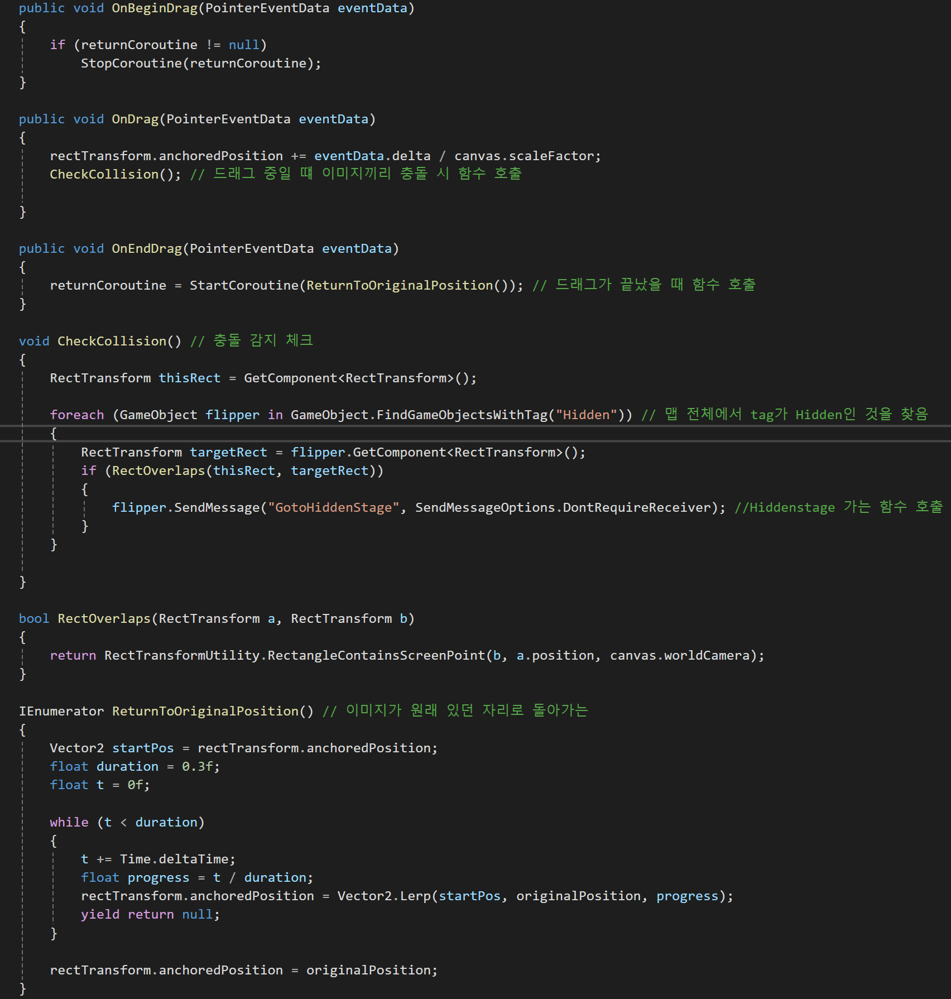 public void OnBeginDrag(PointerEventData eventData)
{
    if (returnCoroutine != null)
        StopCoroutine(returnCoroutine);
}

public void OnDrag(PointerEventData eventData)
{
    rectTransform.anchoredPosition += eventData.delta / canvas.scaleFactor;
    CheckCollision(); // 드래그 중일 떄 이미지끼리 충돌 시 함수 호출

}

public void OnEndDrag(PointerEventData eventData)
{
    returnCoroutine = StartCoroutine(ReturnToOriginalPosition()); // 드래그가 끝났을 때 함수 호출
}

void CheckCollision() // 충돌 감지 체크
{
    RectTransform thisRect = GetComponent<RectTransform>();

    foreach (GameObject flipper in GameObject.FindGameObjectsWithTag("Hidden")) // 맵 전체에서 tag가 Hidden인 것을 찾음
    {
        RectTransform targetRect = flipper.GetComponent<RectTransform>();
        if (RectOverlaps(thisRect, targetRect))
        {
            flipper.SendMessage("GotoHiddenStage", SendMessageOptions.DontRequireReceiver); //Hiddenstage 가는 함수 호출
        }
    }

}

bool RectOverlaps(RectTransform a, RectTransform b)
{
    return RectTransformUtility.RectangleContainsScreenPoint(b, a.position, canvas.worldCamera);
}

IEnumerator ReturnToOriginalPosition() // 이미지가 원래 있던 자리로 돌아가는
{
    Vector2 startPos = rectTransform.anchoredPosition;
    float duration = 0.3f;
    float t = 0f;

    while (t < duration)
    {
        t += Time.deltaTime;
        float progress = t / duration;
        rectTransform.anchoredPosition = Vector2.Lerp(startPos, originalPosition, progress);
        yield return null;
    }

    rectTransform.anchoredPosition = originalPosition;
}